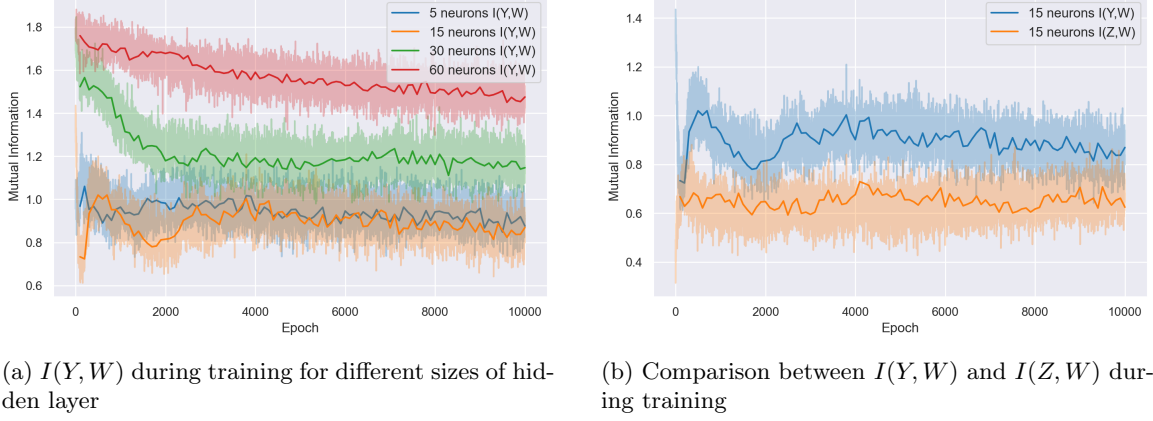 5 neurons I(Y,W)
15 neurons I(Y,W)
30 neurons I(Y,W)
60 neurons I(Y,W)
Mutual Information
1.8
1.6
1.4
1.2
1.0
0.8
0.6
0
2000
4000
6000
8000
10000
Epoch
(a) I(Y, W) during training for different sizes of hid-
den layer
15 neurons I(Y,W)
15 neurons I(Z,W)
Mutual Information
1.4
1.2
1.0
0.8
0.6
0.4
0
2000
4000
6000
8000
10000
Epoch
(b) Comparison between I(Y, W) and I(Z, W) dur-
ing training